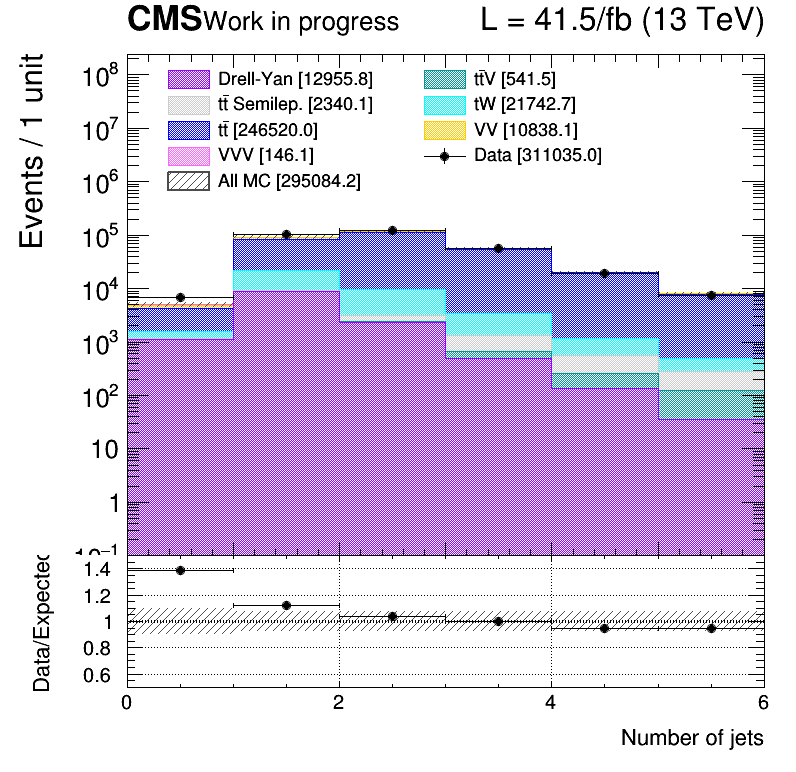 CMS Work in progress L = 41.5/fb (13 TeV)
Events / 1 unit
10⁸
10⁷
10⁶
10⁵
10⁴
10³
10²
10
1
10⁻¹
Drell-Yan [12955.8]
tt̄ Semilep. [2340.1]
tt̄ [246520.0]
VVV [146.1]
All MC [295084.2]
tt̄V [541.5]
tW [21742.7]
VV [10838.1]
Data [311035.0]
Data/Expected
1.4
1.2
1
0.8
0.6
0 2 4 6
Number of jets